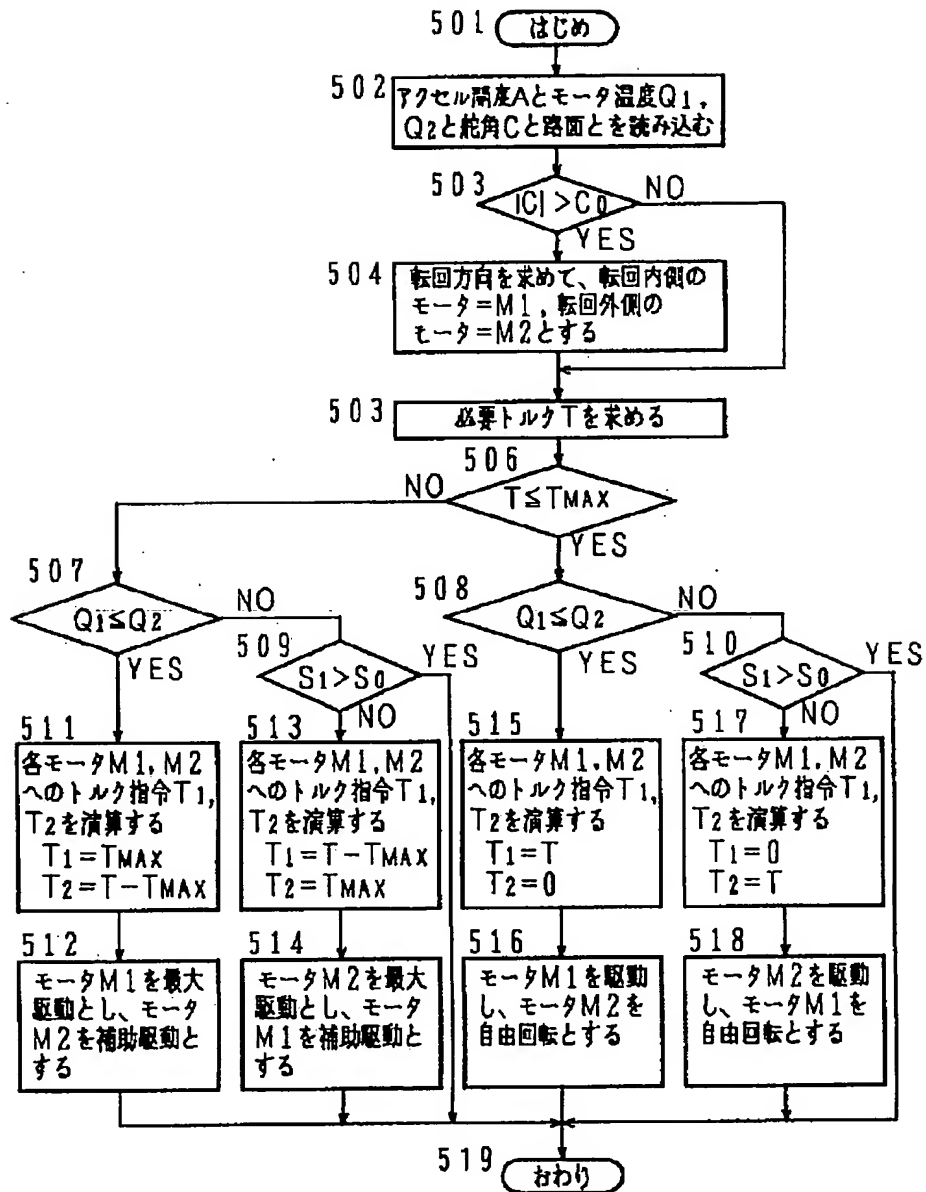 501
はじめ
502
アクセル開度AとモータQ温度Q1,
Q2と舵角Cと路面とを読み込む
503
|C|>C0
NO
YES
504
転回方向を求めて、転回内側の
モータ=M1,転回外側の
モータ=M2とする
503
必要トルクTを求める
506
NO
T≦TMAX
YES
507
Q1≦Q2
NO
YES
508
Q1≦Q2
NO
YES
509
S1>S0
YES
NO
510
S1>S0
YES
NO
511
各モータM1,M2
へのトルク指令T1,
T2を演算する
T1=TMAX
T2=T-TMAX
513
各モータM1,M2
へのトルク指令T1,
T2を演算する
T1=T-TMAX
T2=TMAX
515
各モータM1,M2
へのトルク指令T1,
T2を演算する
T1=T
T2=0
517
各モータM1.M2
へのトルク指令T1,
T2を演算する
T1=0
T2=T
512
モータM1を最大
駆動とし、モータ
M2を補助駆動と
する
514
モータM2を最大
駆動とし、モータ
M1を補助駆動と
する
516
モータM1を駆動
し、モータM2を
自由回転とする
518
モータM2を駆動
し、モータM1を
自由回転とする
519
おわり